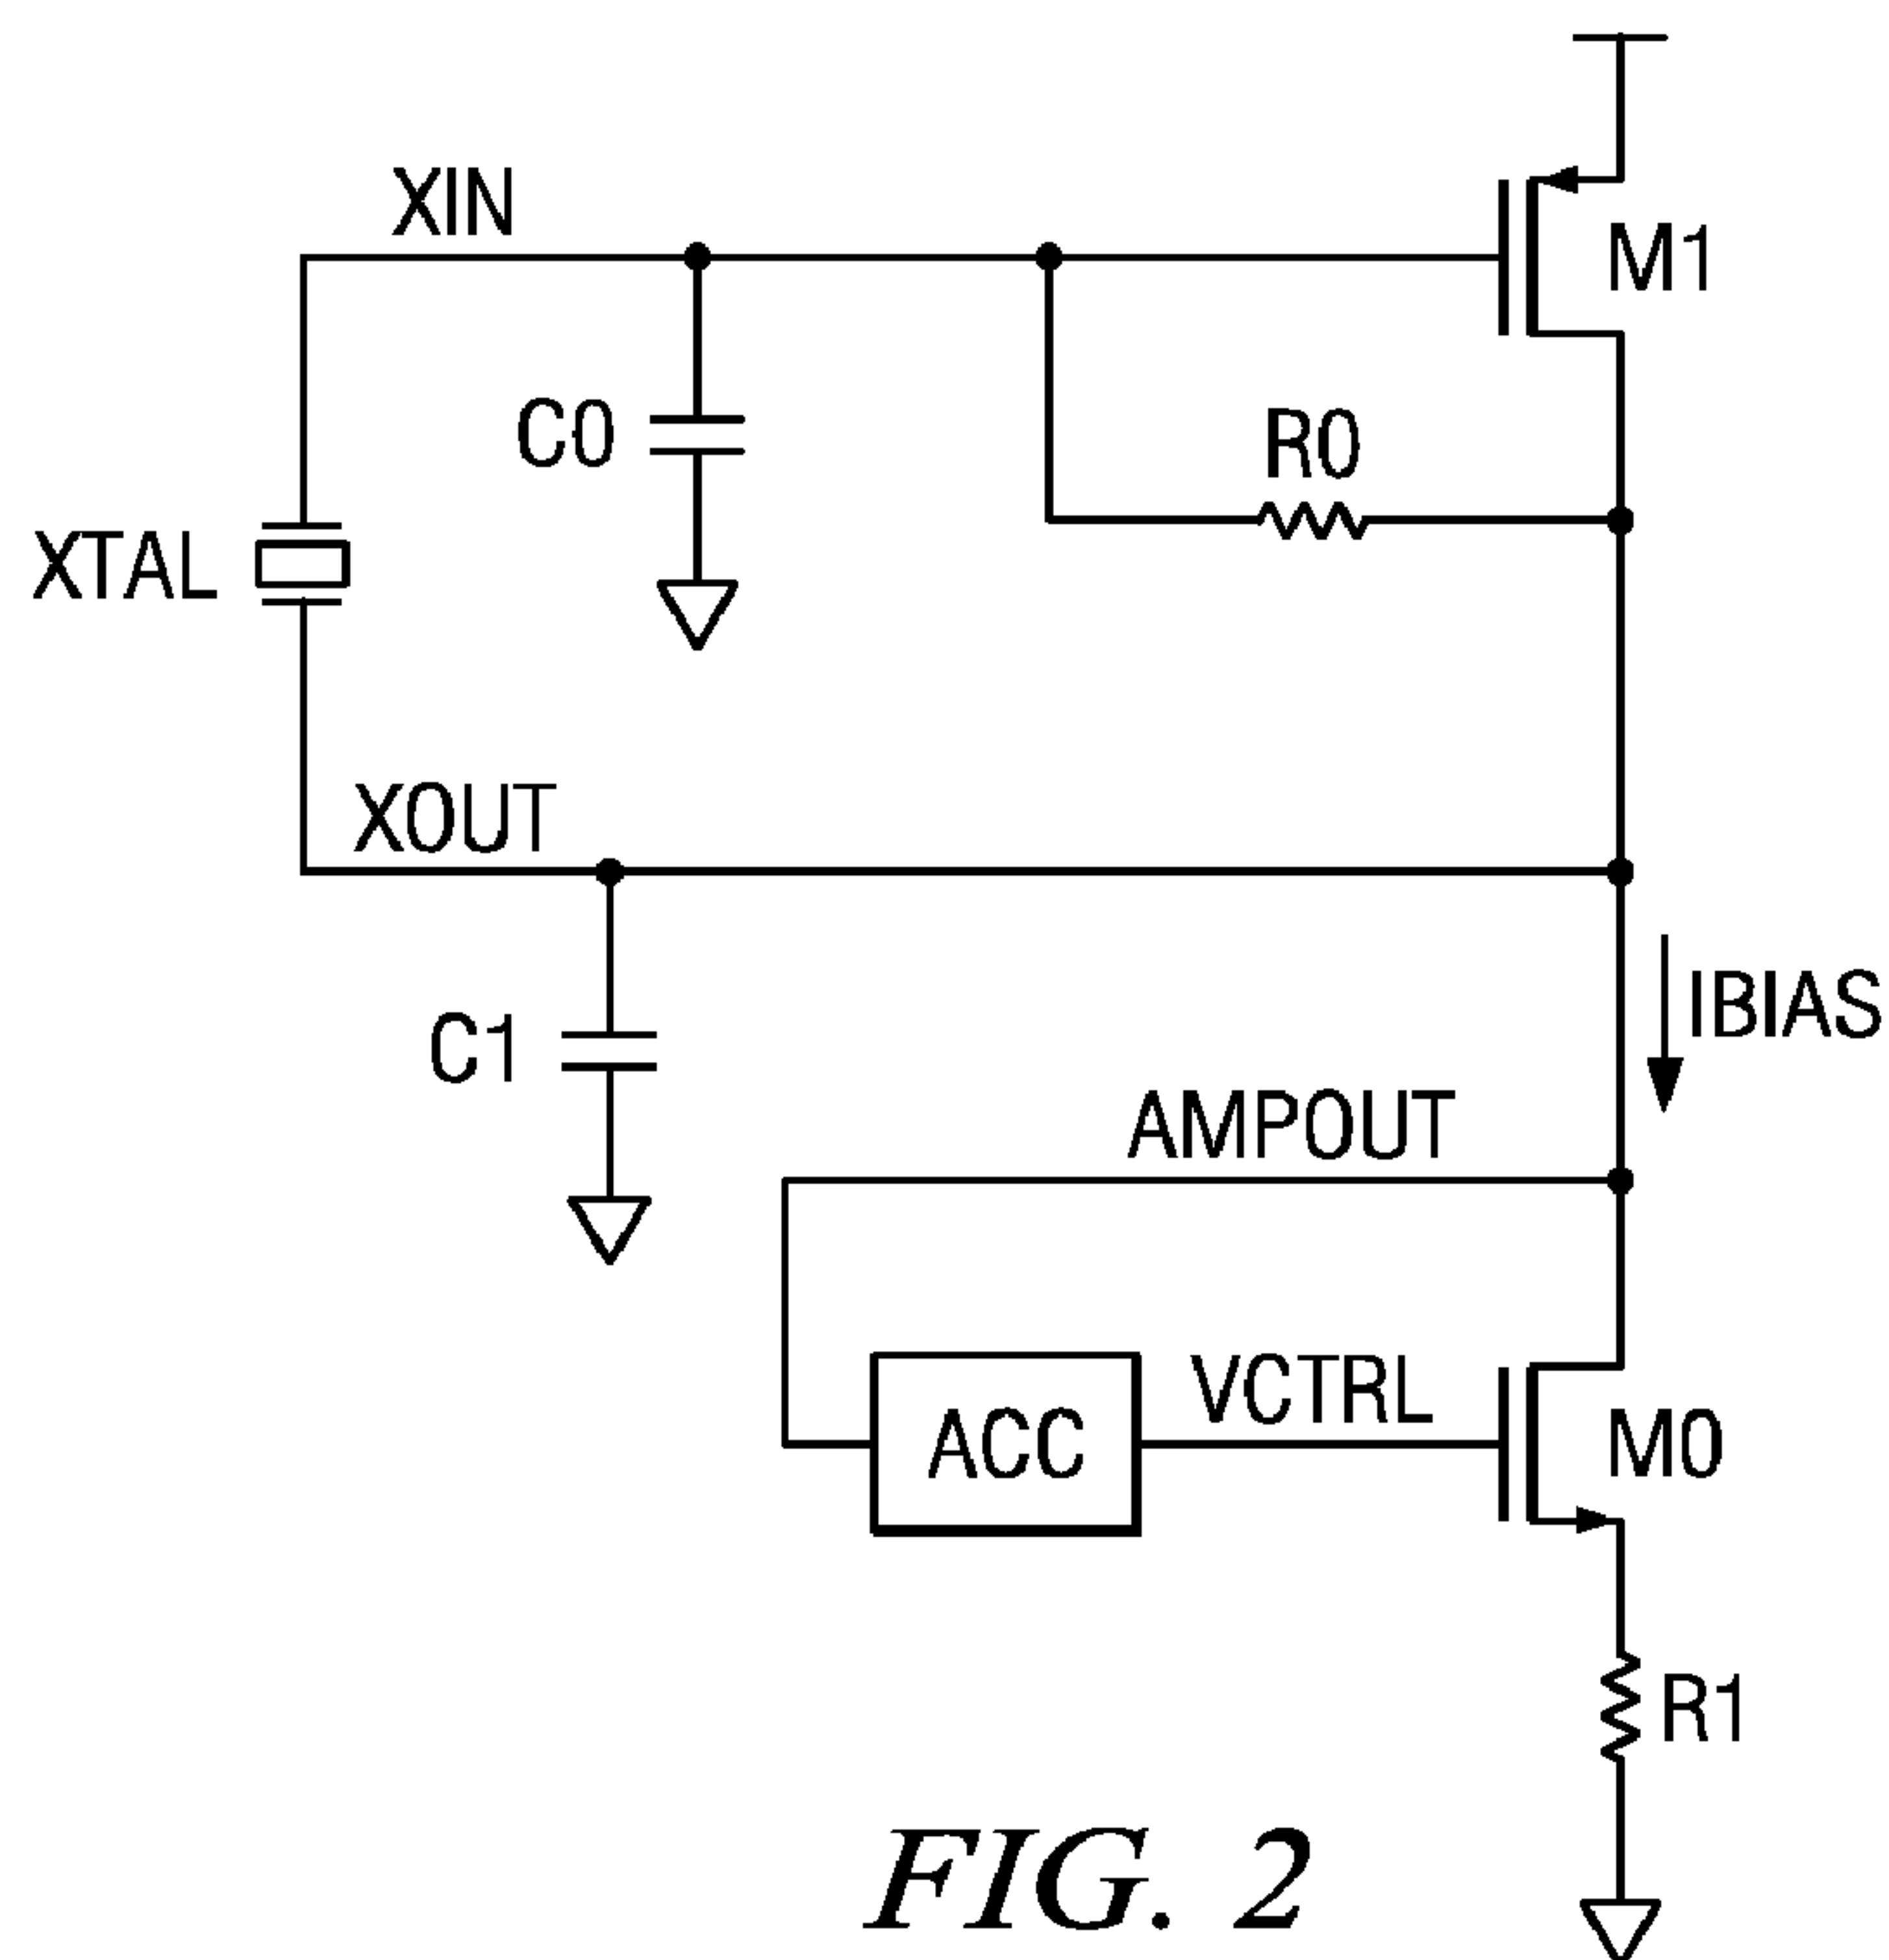 XIN
M1
C0
R0
XTAL
XOUT
IBIAS
C1
AMPOUT
VCTRL
ACC
M0
R1
FIG. 2